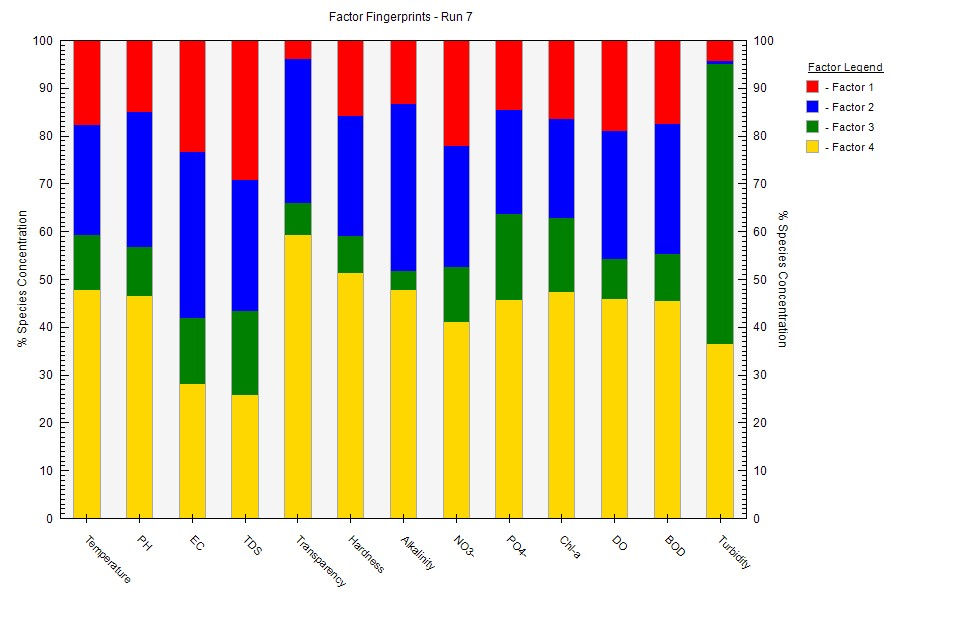 Factor Fingerprints - Run 7
100
90
80
70
60
50
40
30
20
10
0
% Species Concentration
100
90
80
70
60
50
40
30
20
10
0
% Species Concentration
Factor Legend
- Factor 1
- Factor 2
- Factor 3
- Factor 4
Temperature
PH
EC
TDS
Transparency
Hardness
Alkalinity
NO3-
PO4-
Chl-a
DO
BOD
Turbidity